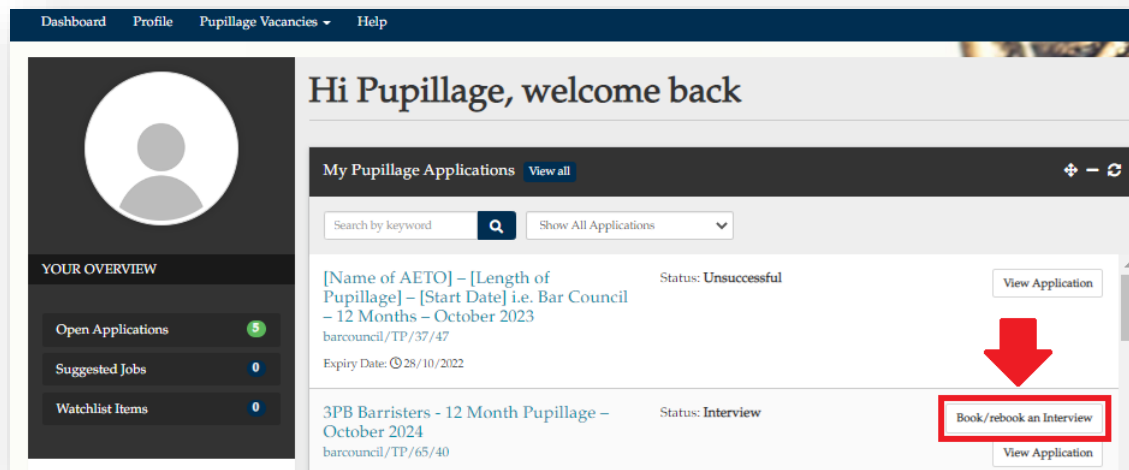 Dashboard Profile Pupillage Vacancies Help
Hi Pupillage, welcome back
My Pupillage Applications View all
Search by keyword Show All Applications
YOUR OVERVIEW
Open Applications 5
Suggested Jobs 0
Watchlist Items 0
[Name of AETO] – [Length of
Pupillage] – [Start Date] i.e. Bar Council
– 12 Months – October 2023
barcouncil/TP/37/47
Expiry Date: 28/10/2022
Status: Unsuccessful
View Application
3PB Barristers - 12 Month Pupillage –
October 2024
barcouncil/TP/65/40
Status: Interview
Book/rebook an Interview
View Application